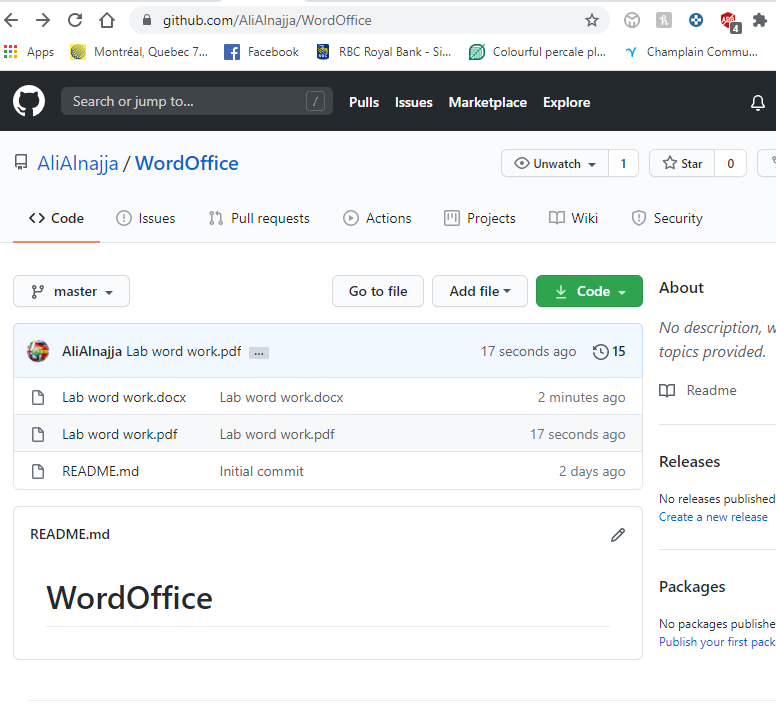 github.com/AliAlnajja/WordOffice
4
Apps Montréal, Quebec 7... Facebook RBC Royal Bank - Si... Colourful percale pl... Champlain Commu...
Search or jump to... / Pulls Issues Marketplace Explore
AliAlnajja / WordOffice Unwatch 1 Star 0
Code Issues Pull requests Actions Projects Wiki Security
master Go to file Add file Code About
No description, w
topics provided.
AliAlnajja Lab word work.pdf ... 17 seconds ago 15
Readme
Lab word work.docx Lab word work.docx 2 minutes ago
Lab word work.pdf Lab word work.pdf 17 seconds ago
README.md Initial commit 2 days ago
Releases
No releases published
Create a new release
README.md
WordOffice
Packages
No packages publishe
Publish your first pack